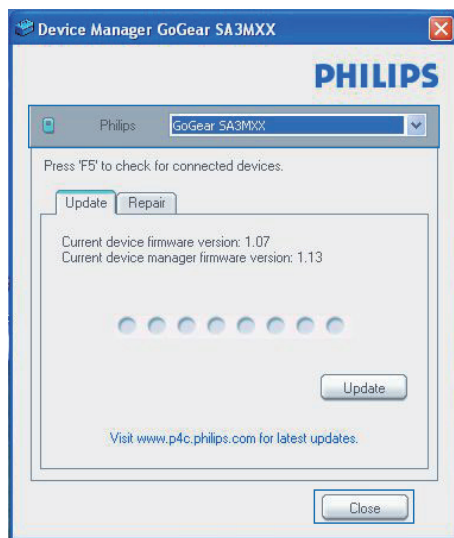 Device Manager GoGear SA3MXX
PHILIPS
Philips GoGear SA3MXX
Press 'F5' to check for connected devices.
Update Repair
Current device firmware version: 1.07
Current device manager firmware version: 1.13
Update
Visit www.p4c.philips.com for latest updates.
Close